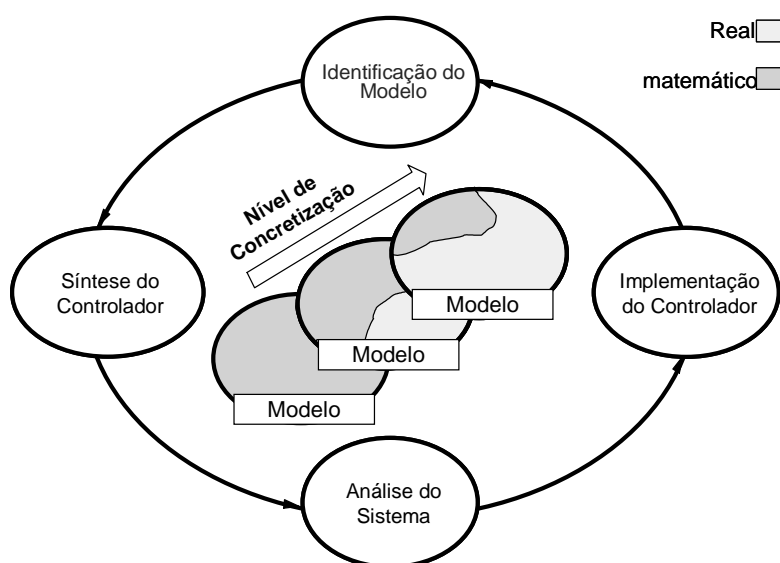 Real
matemático
Identificação do
Modelo
Nível de
Concretização
Síntese do
Controlador
Implementação
do Controlador
Modelo
Modelo
Modelo
Análise do
Sistema